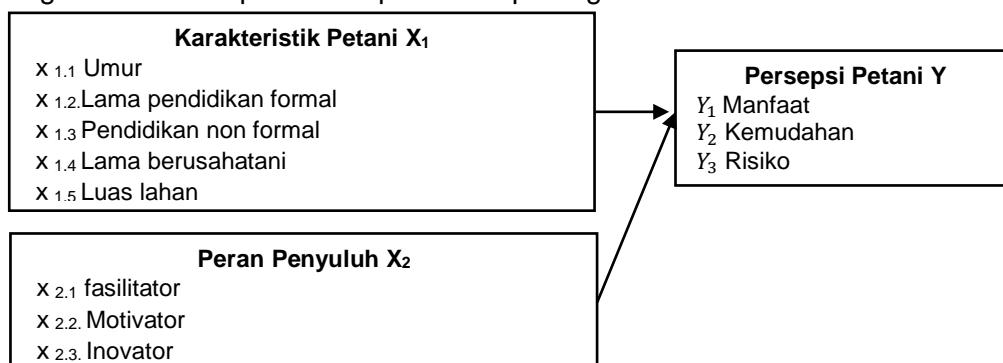 Karakteristik Petani X₁
x 1.1 Umur
x 1.2.Lama pendidikan formal
x 1.3 Pendidikan non formal
x 1.4 Lama berusahatani
x 1.5 Luas lahan
Persepsi Petani Y
Y₁ Manfaat
Y₂ Kemudahan
Y₃ Risiko
Peran Penyuluh X₂
x 2.1 fasilitator
x 2.2. Motivator
x 2.3. Inovator